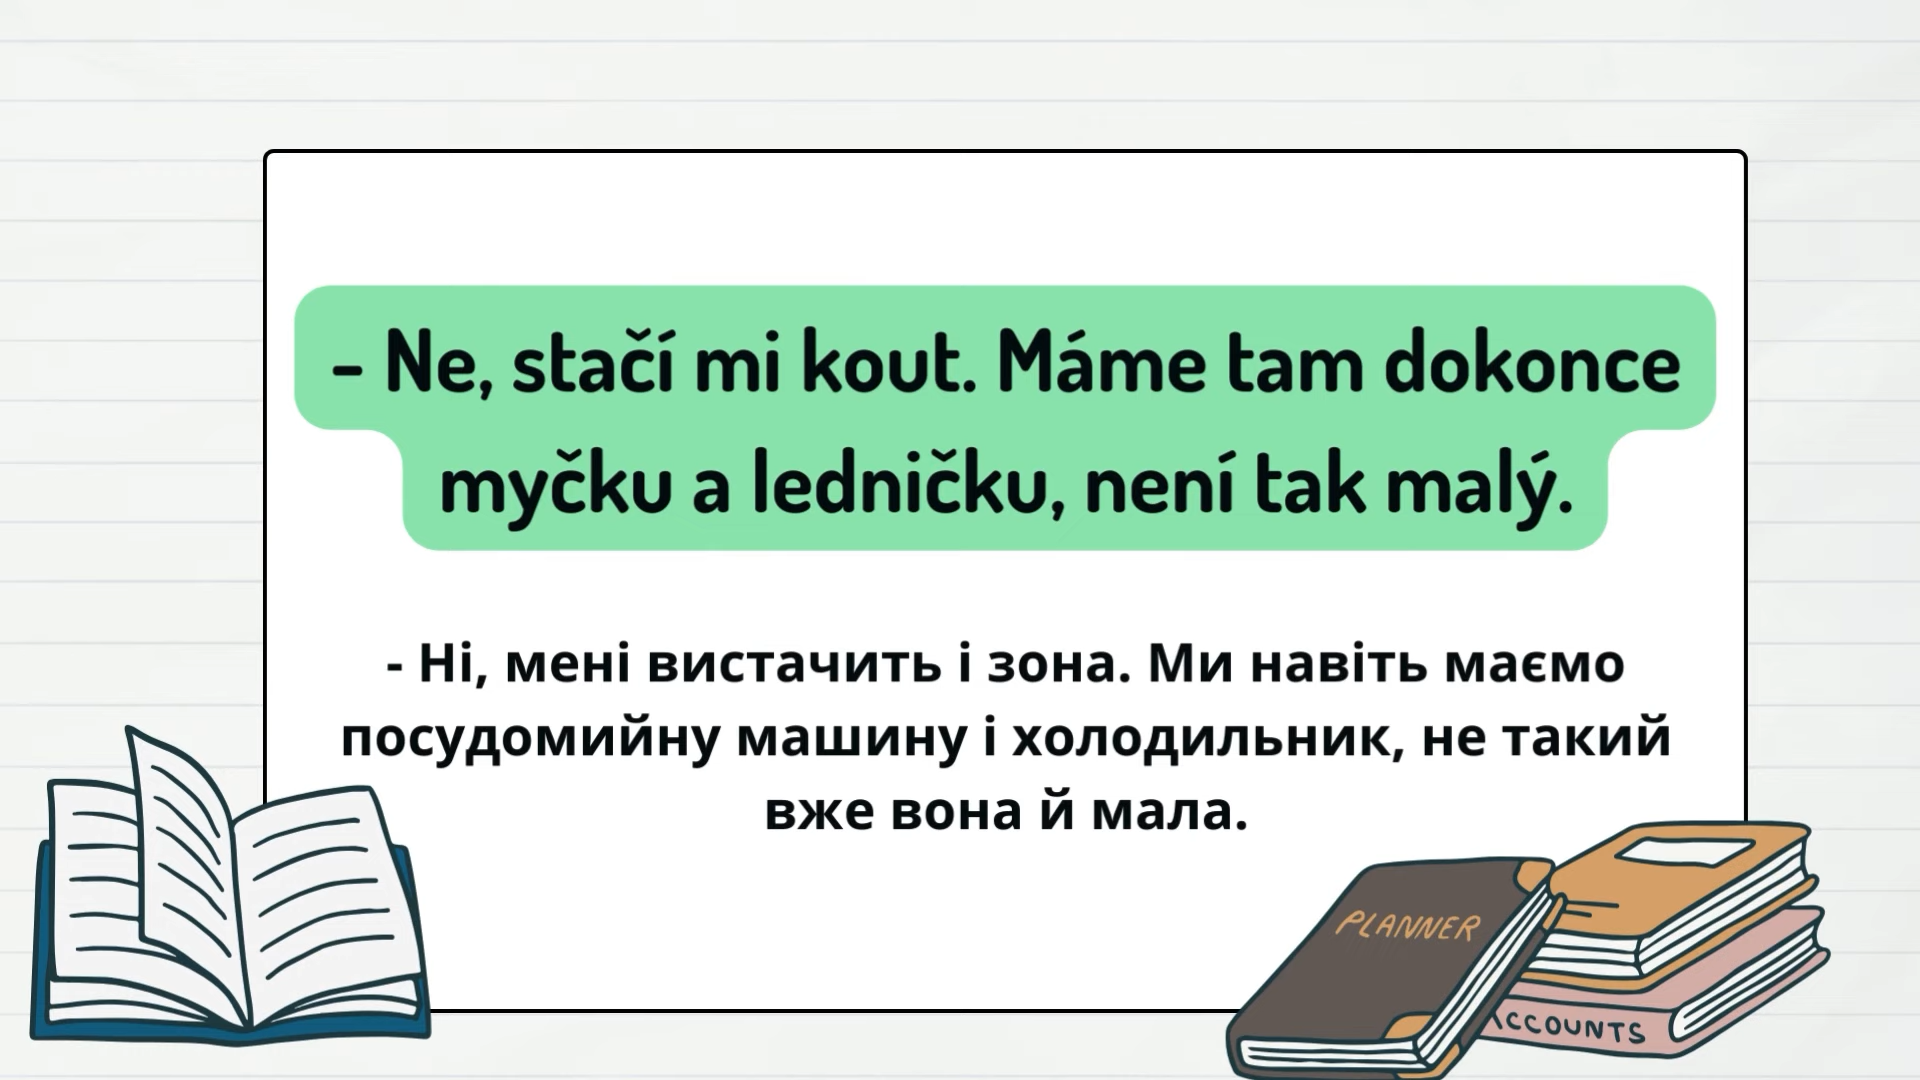 - Ne, stačí mi kout. Máme tam dokonce
myčku a ledničku, není tak malý.
- Ні, мені вистачить і зона. Ми навіть маємо
посудомийну машину і холодильник, не такий
вже вона й мала.
PLANNER
ACCOUNTS